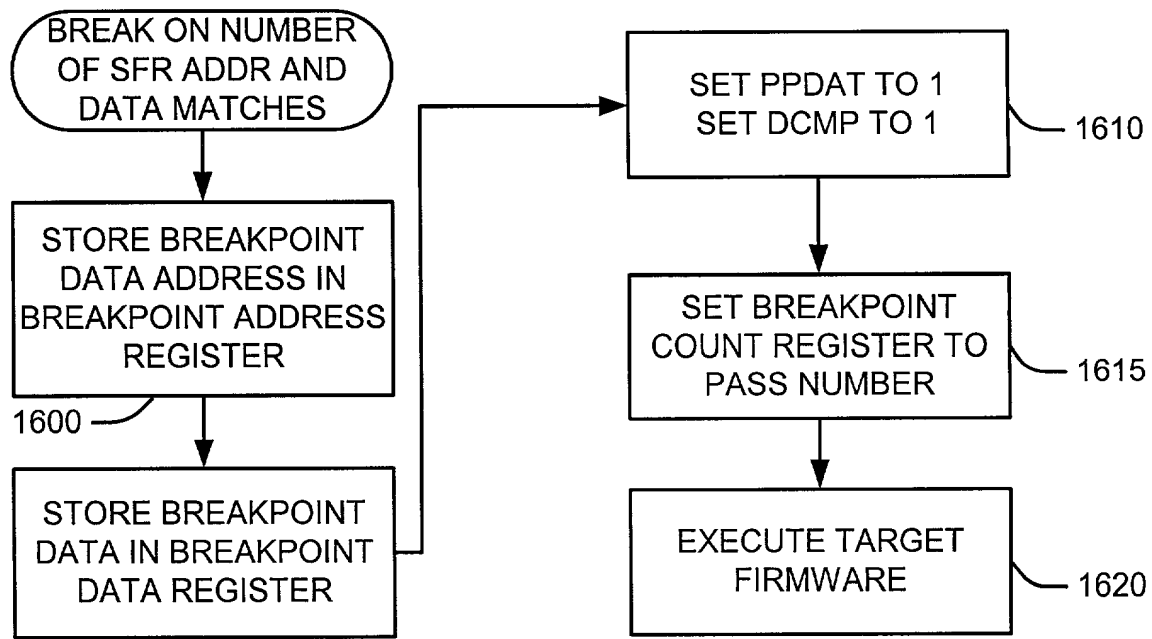 BREAK ON NUMBER
OF SFR ADDR AND
DATA MATCHES
STORE BREAKPOINT
DATA ADDRESS IN
BREAKPOINT ADDRESS
REGISTER
1600
STORE BREAKPOINT
DATA IN BREAKPOINT
DATA REGISTER
SET PPDAT TO 1
SET DCMP TO 1
1610
SET BREAKPOINT
COUNT REGISTER TO
PASS NUMBER
1615
EXECUTE TARGET
FIRMWARE
1620